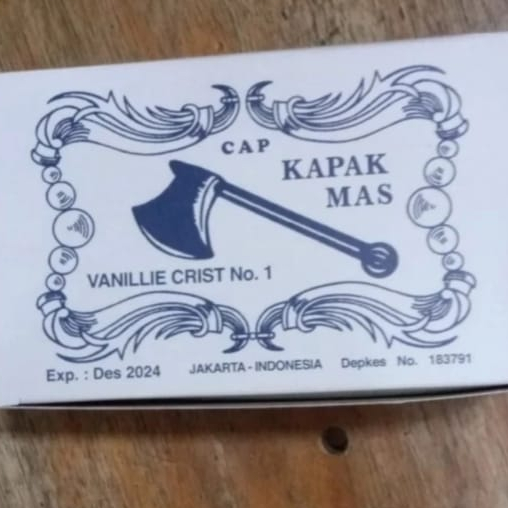 CAP
KAPAK
MAS
VANILLIE CRIST No. 1
Exp. : Des 2024 JAKARTA - INDONESIA Depkes No. 183791